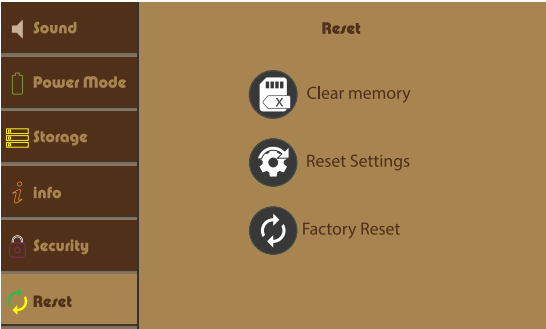 Sound
Power Mode
Storage
info
Security
Reset
Reset
Clear memory
X
Reset Settings
Factory Reset